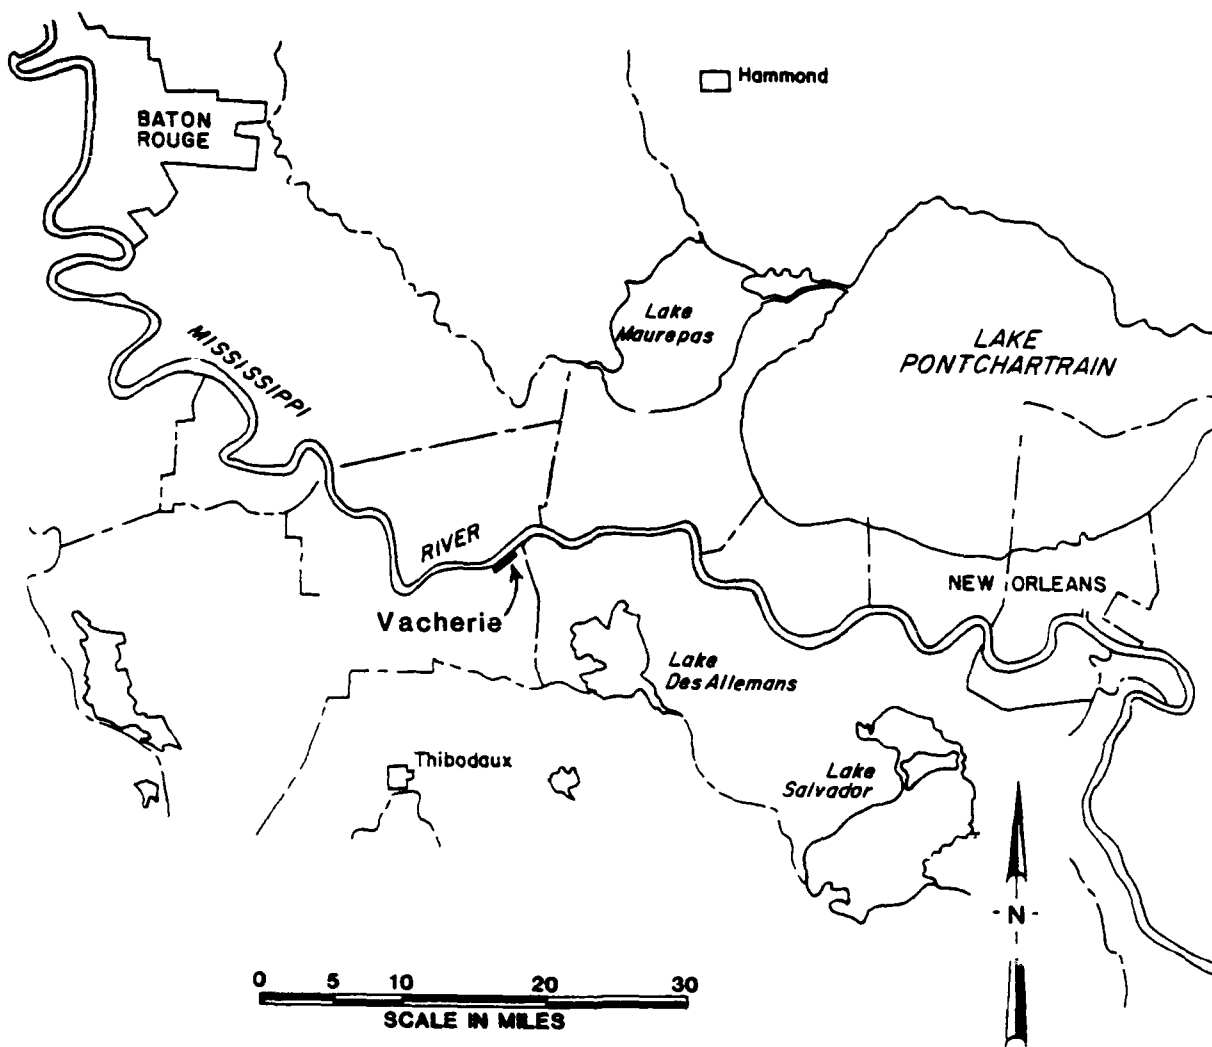 Hammond
BATON
ROUGE
Lake
Maurepas
LAKE
PONTCHARTRAIN
MISSISSIPPI
RIVER
NEW ORLEANS
Vacherie
Lake
Des Allemans
Thibodaux
Lake
Salvador
- N -
0 5 10 20 30
SCALE IN MILES